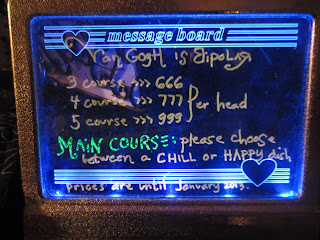 message board
Van Gogh is Bipolar
3 course >>> 666
4 course >>> 777 } per head
5 course >>> 999
MAIN COURSE: please choose
between a CHILL or HAPPY dish
prices are until January 2013.